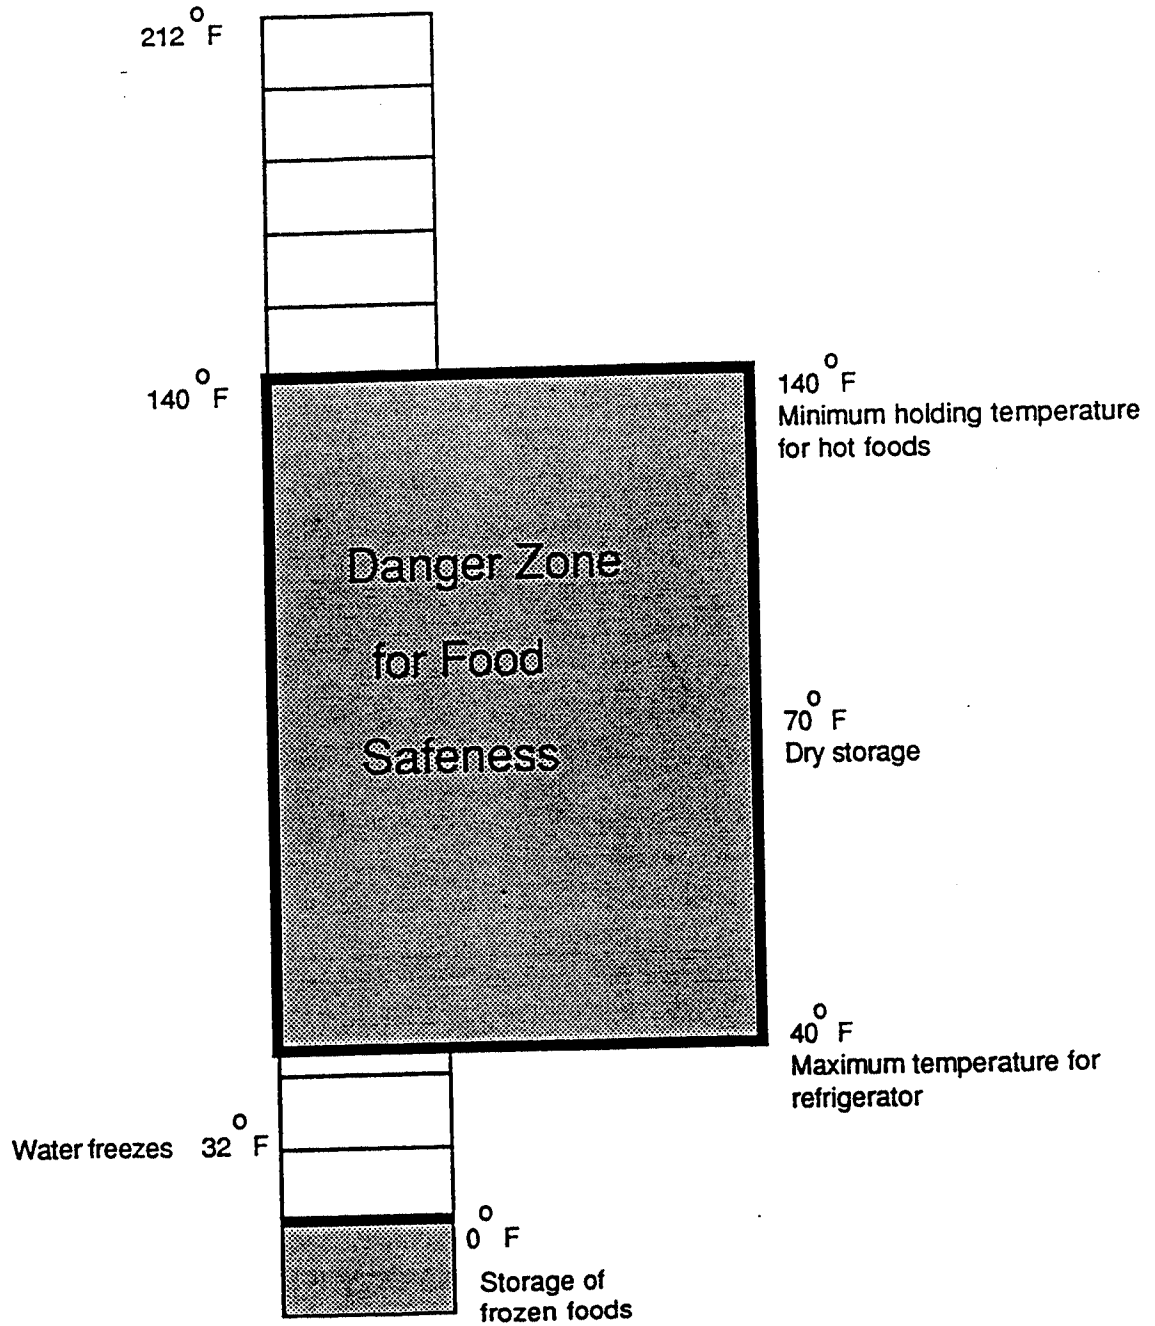 212 °F
140 °F
140 °F
Minimum holding temperature
for hot foods
Danger Zone
for Food
Safeness
70° F
Dry storage
40° F
Maximum temperature for
refrigerator
Water freezes 32° F
0° F
Storage of
frozen foods